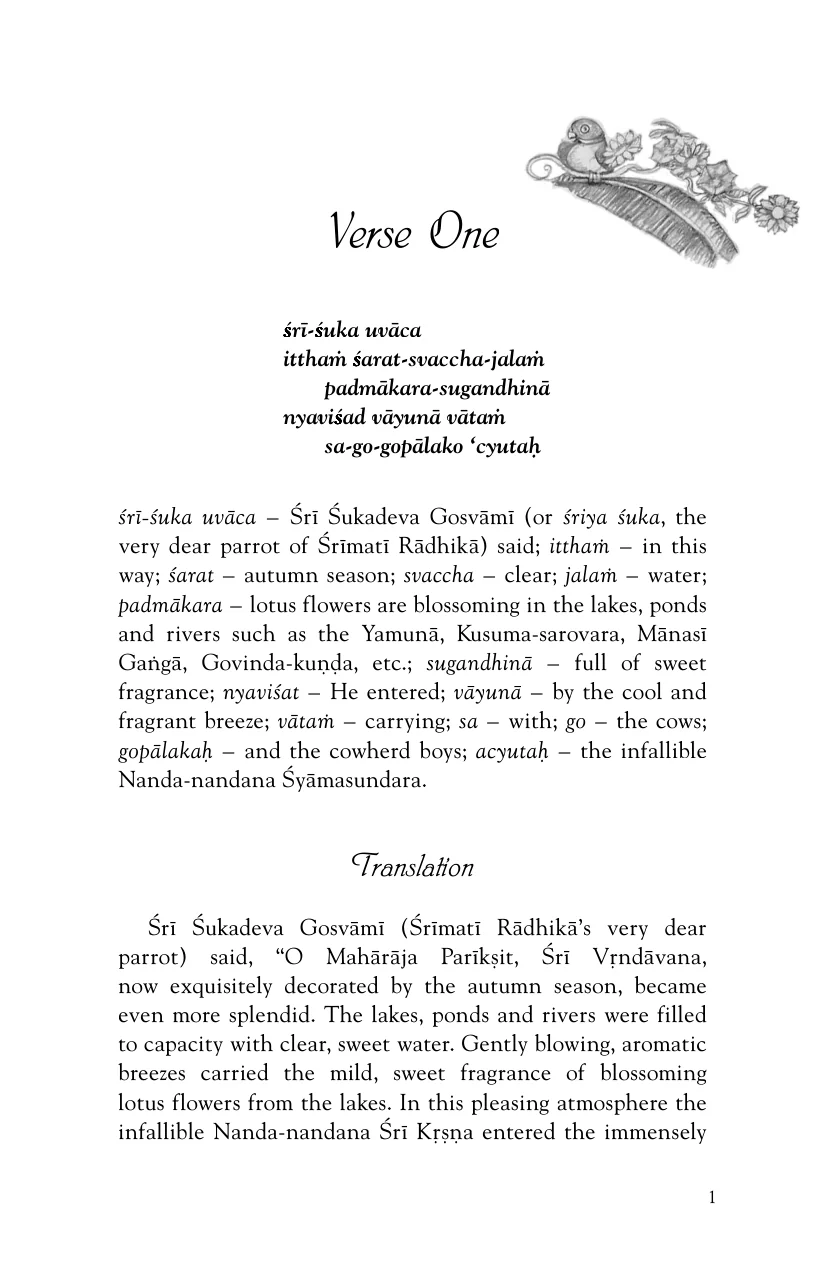 Verse One
śrī-śuka uvāca
itthaṁ śarat-svaccha-jalaṁ
padmākara-sugandhinā
nyaviśad vāyunā vātaṁ
sa-go-gopālako ‘cyutaḥ
śrī-śuka uvāca – Śrī Śukadeva Gosvāmī (or śriya śuka, the
very dear parrot of Śrīmatī Rādhikā) said; itthaṁ – in this
way; śarat – autumn season; svaccha – clear; jalaṁ – water;
padmākara – lotus flowers are blossoming in the lakes, ponds
and rivers such as the Yamunā, Kusuma-sarovara, Mānasī
Gaṅgā, Govinda-kuṇḍa, etc.; sugandhinā – full of sweet
fragrance; nyaviśat – He entered; vāyunā – by the cool and
fragrant breeze; vātaṁ – carrying; sa – with; go – the cows;
gopālakaḥ – and the cowherd boys; acyutaḥ – the infallible
Nanda-nandana Śyāmasundara.
Translation
Śrī Śukadeva Gosvāmī (Śrīmatī Rādhikā’s very dear
parrot) said, “O Mahārāja Parīkṣit, Śrī Vṛndāvana,
now exquisitely decorated by the autumn season, became
even more splendid. The lakes, ponds and rivers were filled
to capacity with clear, sweet water. Gently blowing, aromatic
breezes carried the mild, sweet fragrance of blossoming
lotus flowers from the lakes. In this pleasing atmosphere the
infallible Nanda-nandana Śrī Kṛṣṇa entered the immensely
1